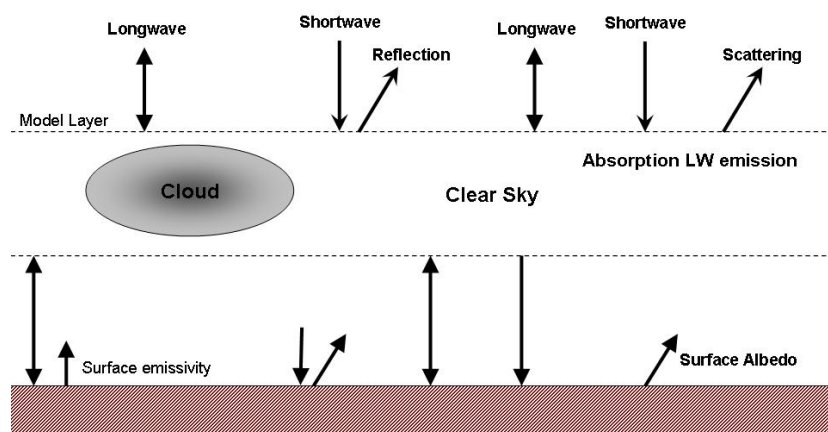 Longwave
Shortwave
Reflection
Longwave
Shortwave
Scattering
Model Layer
Absorption LW emission
Cloud
Clear Sky
Surface emissivity
Surface Albedo